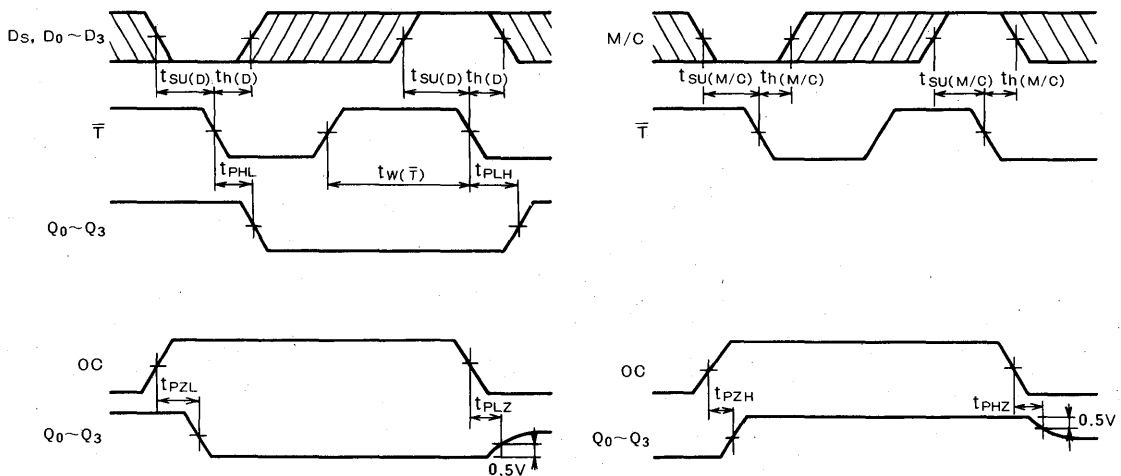 DS, D0~D3
tSU(D) th(D)
tSU(D) th(D)
T̅
tPHL
tW(T̅)
tPLH
Q0~Q3
M/C
tSU(M/C) th(M/C)
tSU(M/C) th(M/C)
T̅
OC
tPZL
tPLZ
Q0~Q3
0.5V
OC
tPZH
tPHZ
0.5V
Q0~Q3